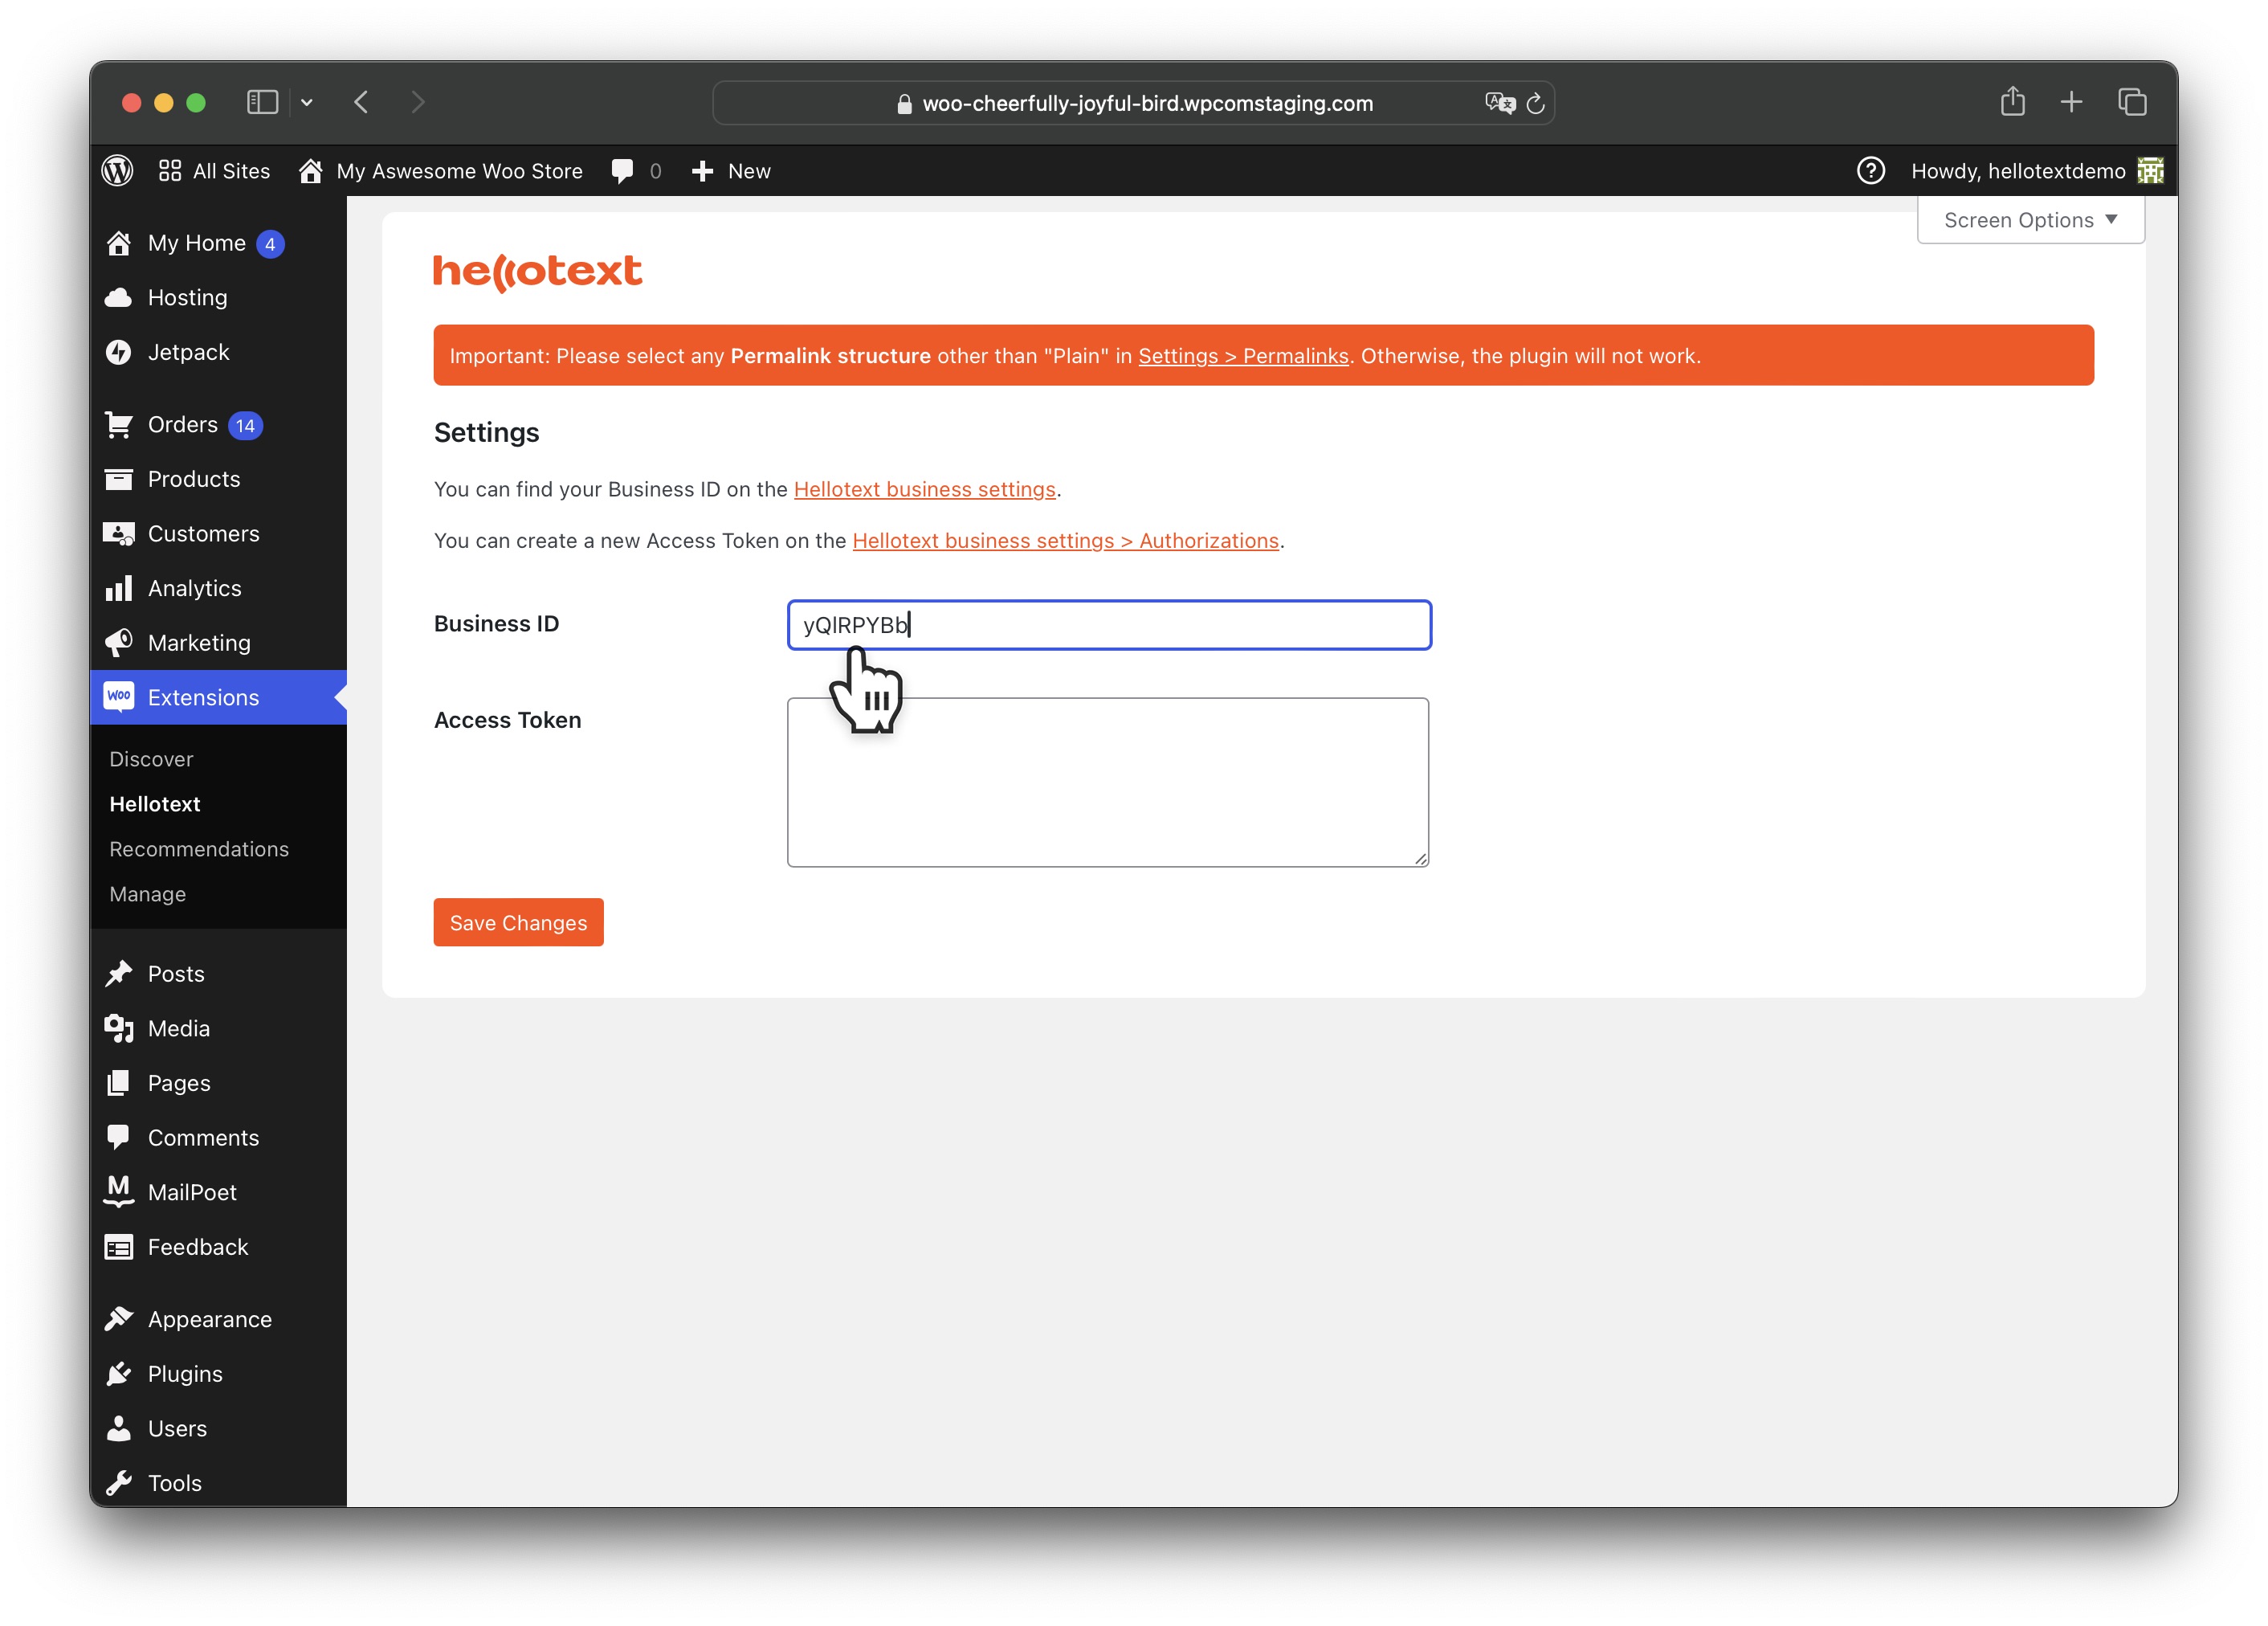 woo-cheerfully-joyful-bird.wpcomstaging.com
All Sites My Aswesome Woo Store 0 New Howdy, hellotextdemo
Screen Options
My Home 4
Hosting
Jetpack
Orders 14
Products
Customers
Analytics
Marketing
Woo Extensions
Discover
Hellotext
Recommendations
Manage
Posts
Media
Pages
Comments
MailPoet
Feedback
Appearance
Plugins
Users
Tools
hellotext
Important: Please select any Permalink structure other than "Plain" in Settings > Permalinks. Otherwise, the plugin will not work.
Settings
You can find your Business ID on the Hellotext business settings.
You can create a new Access Token on the Hellotext business settings > Authorizations.
Business ID yQlRPYBb
Access Token
Save Changes